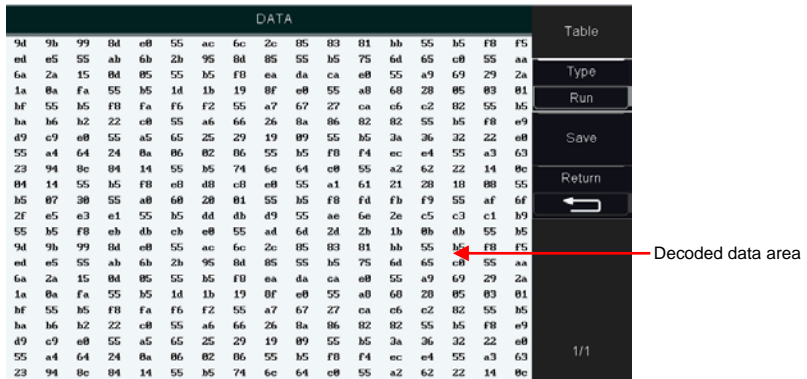 DATA
9d 9b 99 8d e0 55 ac 6c 2c 85 83 81 bb 55 b5 f8 f5
ed e5 55 ab 6b 2b 95 8d 85 55 b5 75 6d 65 c0 55 aa
6a 2a 15 0d 05 55 b5 f8 ea da ca e0 55 a9 69 29 2a
1a 0a fa 55 b5 1d 1b 19 8f e0 55 a8 68 28 05 03 01
bf 55 b5 f8 fa f6 f2 55 a7 67 27 ca c6 c2 82 55 b5
ba b6 b2 22 c0 55 a6 66 26 8a 86 82 82 55 b5 f8 e9
d9 c9 e0 55 a5 65 25 29 19 09 55 b5 3a 36 32 22 e0
55 a4 64 24 0a 06 02 06 55 b5 f8 f4 ec e4 55 a3 63
23 94 8c 84 14 55 b5 74 6c 64 c0 55 a2 62 22 14 0c
04 14 55 b5 f8 e8 d8 c8 e0 55 a1 61 21 28 18 08 55
b5 07 30 55 a0 60 20 01 55 b5 f8 fd fb f9 55 af 6f
2f e5 e3 e1 55 b5 dd db d9 55 ae 6e 2e c5 c3 c1 b9
55 b5 f8 eb db cb e0 55 ad 6d 2d 2b 1b 0b db 55 b5
9d 9b 99 8d e0 55 ac 6c 2c 85 83 81 bb 55 b5 f8 f5
ed e5 55 ab 6b 2b 95 8d 85 55 b5 75 6d 65 c0 55 aa
6a 2a 15 0d 05 55 b5 f8 ea da ca e0 55 a9 69 29 2a
1a 0a fa 55 b5 1d 1b 19 8f e0 55 a8 68 28 05 03 01
bf 55 b5 f8 fa f6 f2 55 a7 67 27 ca c6 c2 82 55 b5
ba b6 b2 22 c0 55 a6 66 26 8a 86 82 82 55 b5 f8 e9
d9 c9 e0 55 a5 65 25 29 19 09 55 b5 3a 36 32 22 e0
55 a4 64 24 0a 06 02 06 55 b5 f8 f4 ec e4 55 a3 63
23 94 8c 84 14 55 b5 74 6c 64 c0 55 a2 62 22 14 0c
Table
Type
Run
Save
Return
1/1
Decoded data area